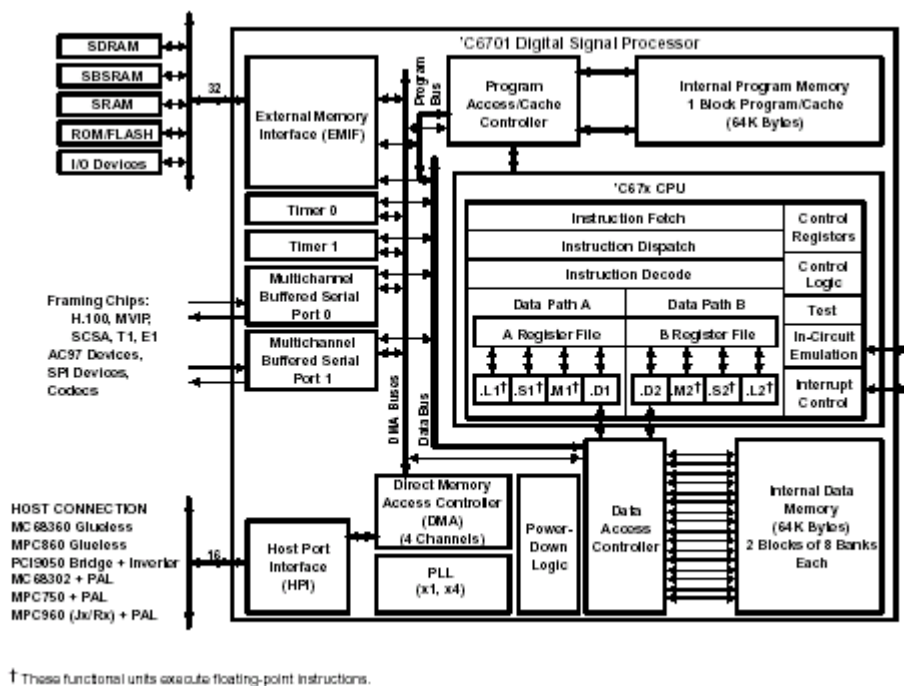 'C6701 Digital Signal Processor
SDRAM
SBSRAM
SRAM
ROM/FLASH
I/O Devices
32
External Memory
Interface (EMIF)
Timer 0
Timer 1
Multichannel
Buffered Serial
Port 0
Multichannel
Buffered Serial
Port 1
Framing Chips:
H.100, MVIP,
SCSA, T1, E1
AC97 Devices,
SPI Devices,
Codecs
Program
Bus
DMA Buses
Data Bus
Program
Access/Cache
Controller
Internal Program Memory
1 Block Program/Cache
(64K Bytes)
'C67x CPU
Instruction Fetch
Instruction Dispatch
Instruction Decode
Data Path A
Data Path B
A Register File
B Register File
.L1† .S1† .M1† .D1
.D2 .M2† .S2† .L2†
Control
Registers
Control
Logic
Test
In-Circuit
Emulation
Interrupt
Control
HOST CONNECTION
MC68360 Glueless
MPC860 Glueless
PCI9050 Bridge + Inverter
MC68302 + PAL
MPC750 + PAL
MPC960 (Jx/Rx) + PAL
16
Host Port
Interface
(HPI)
Direct Memory
Access Controller
(DMA)
(4 Channels)
PLL
(x1, x4)
Power-
Down
Logic
Data
Access
Controller
Internal Data
Memory
(64K Bytes)
2 Blocks of 8 Banks
Each
† These functional units execute floating-point instructions.